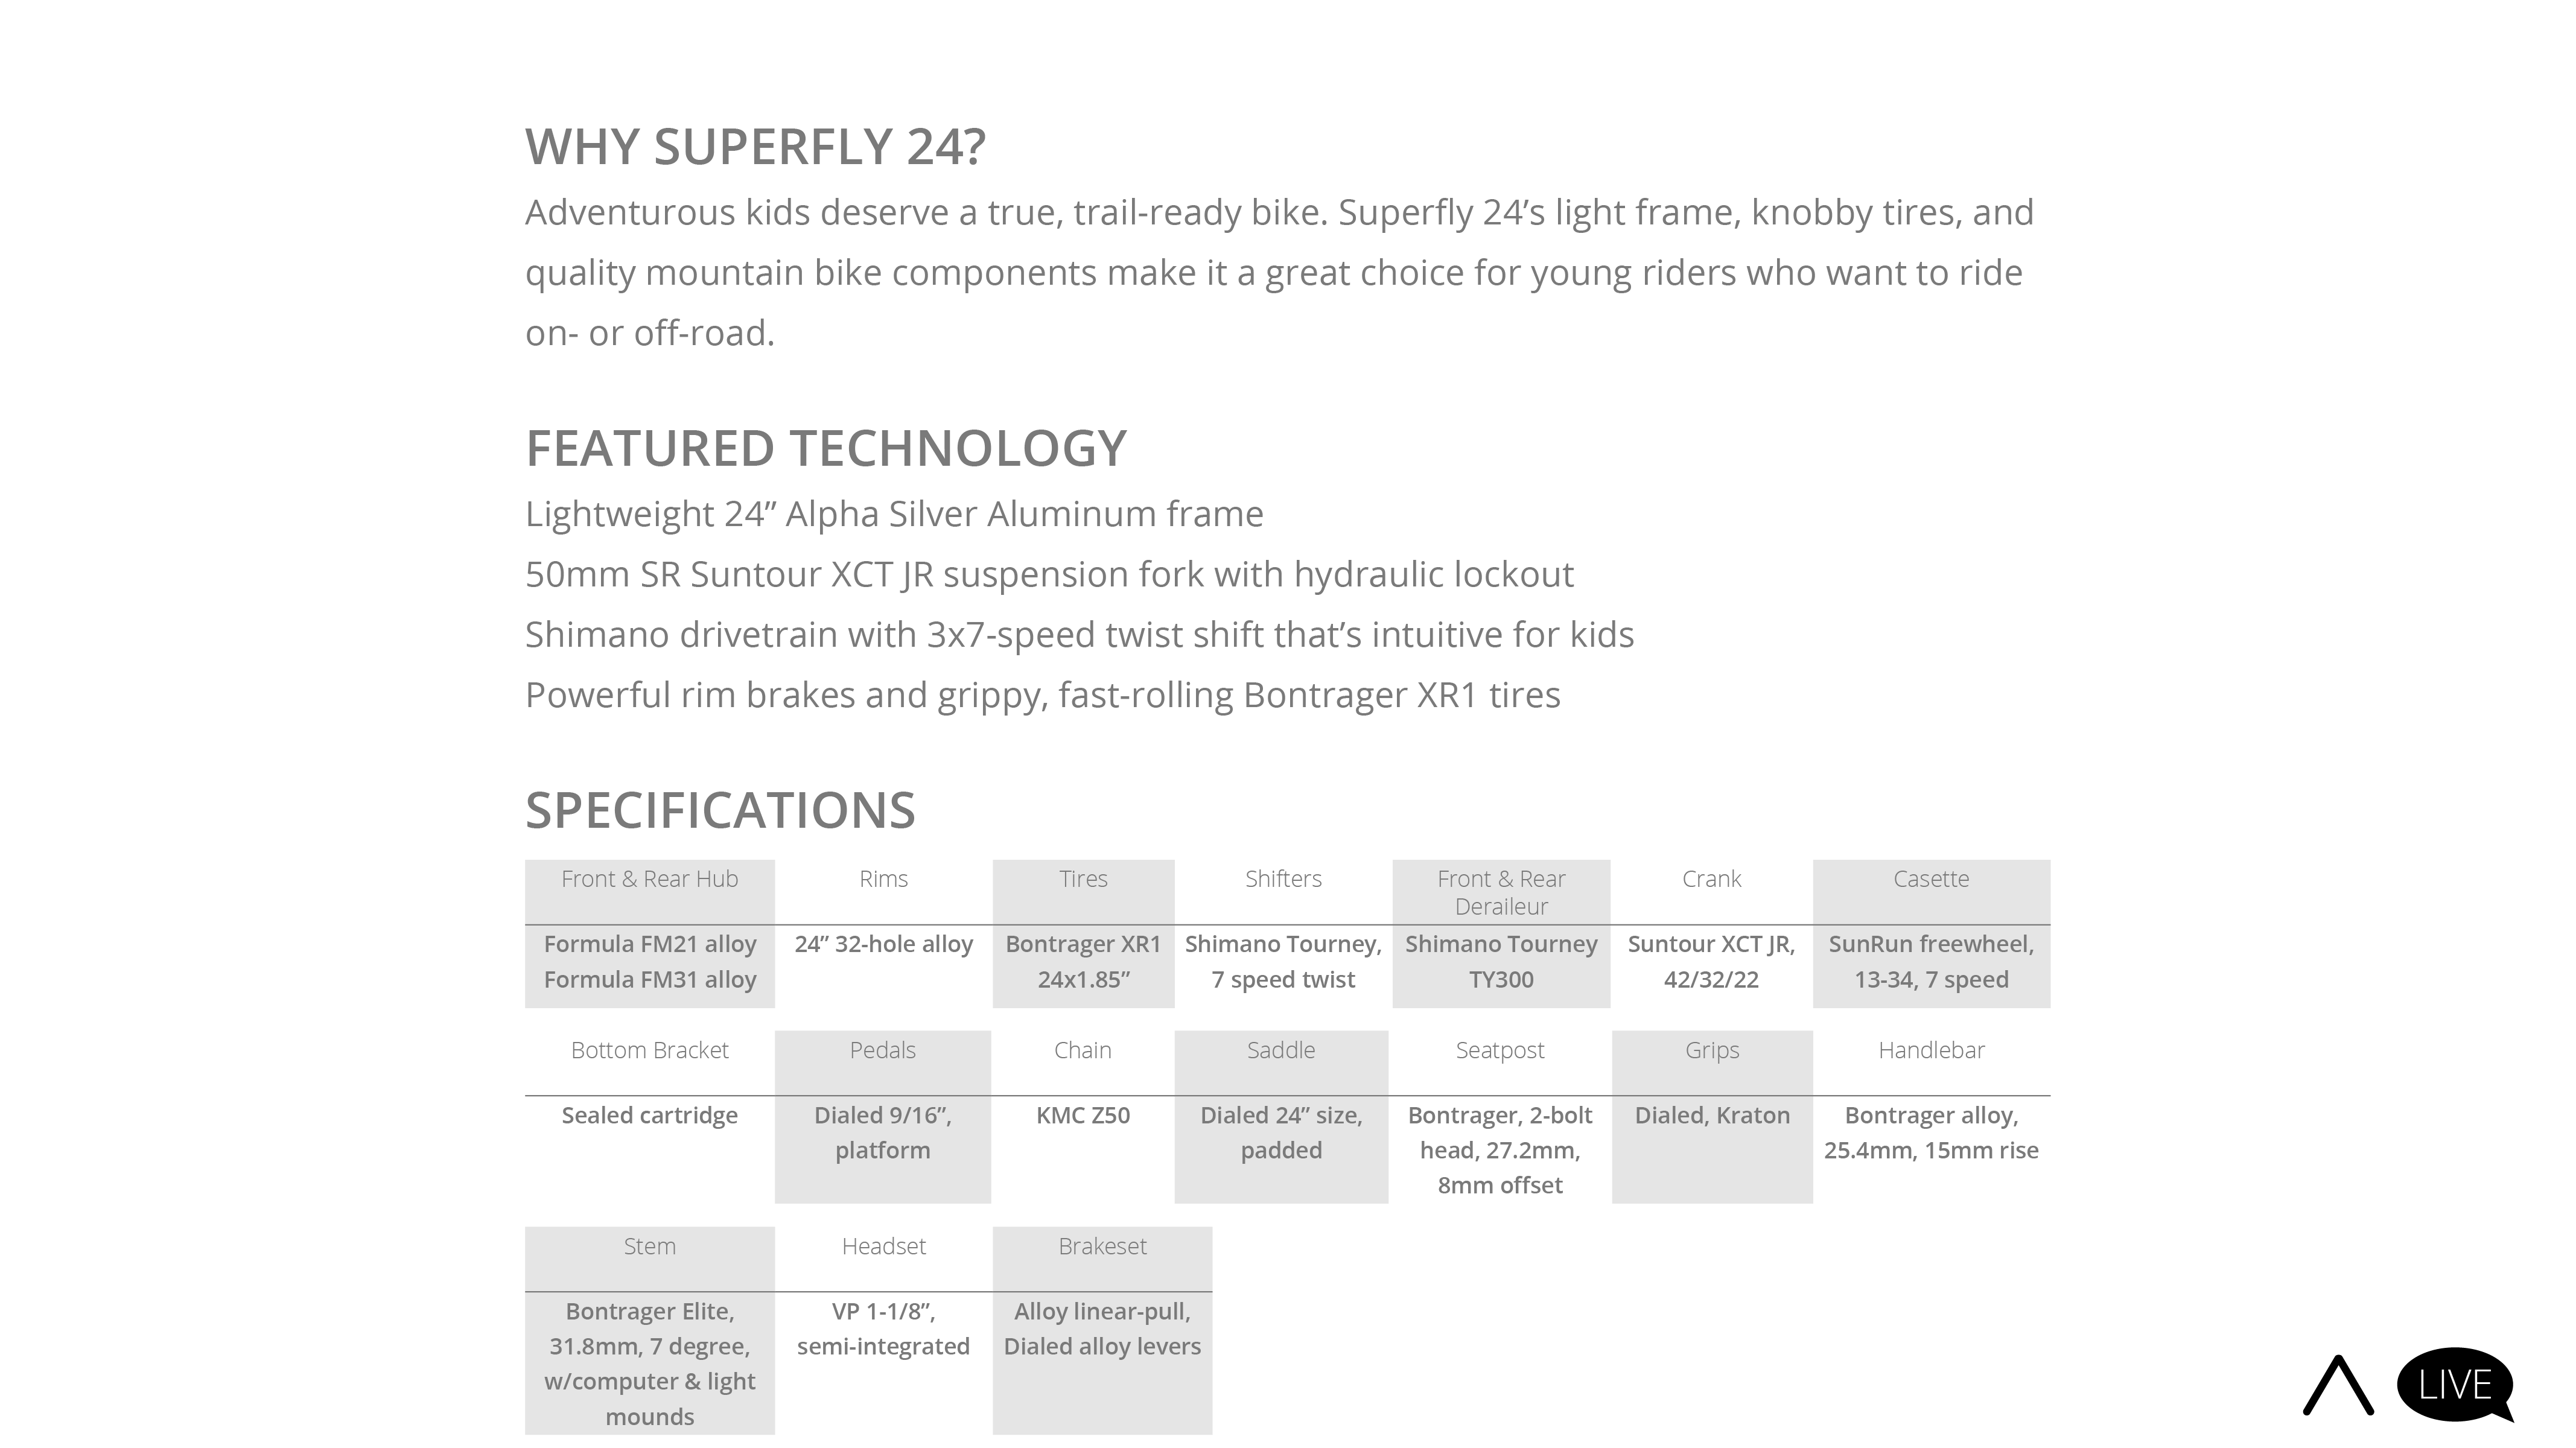 WHY SUPERFLY 24?
Adventurous kids deserve a true, trail-ready bike. Superfly 24’s light frame, knobby tires, and
quality mountain bike components make it a great choice for young riders who want to ride
on- or off-road.
FEATURED TECHNOLOGY
Lightweight 24” Alpha Silver Aluminum frame
50mm SR Suntour XCT JR suspension fork with hydraulic lockout
Shimano drivetrain with 3x7-speed twist shift that’s intuitive for kids
Powerful rim brakes and grippy, fast-rolling Bontrager XR1 tires
SPECIFICATIONS
Front & Rear Hub Rims Tires Shifters Front & Rear Crank Casette
Deraileur
Formula FM21 alloy 24” 32-hole alloy Bontrager XR1 Shimano Tourney, Shimano Tourney Suntour XCT JR, SunRun freewheel,
Formula FM31 alloy 24x1.85” 7 speed twist TY300 42/32/22 13-34, 7 speed
Bottom Bracket Pedals Chain Saddle Seatpost Grips Handlebar
Sealed cartridge Dialed 9/16”, KMC Z50 Dialed 24” size, Bontrager, 2-bolt Dialed, Kraton Bontrager alloy,
platform padded head, 27.2mm, 25.4mm, 15mm rise
8mm offset
Stem Headset Brakeset
Bontrager Elite, VP 1-1/8”, Alloy linear-pull,
31.8mm, 7 degree, semi-integrated Dialed alloy levers
w/computer & light
mounds
LIVE